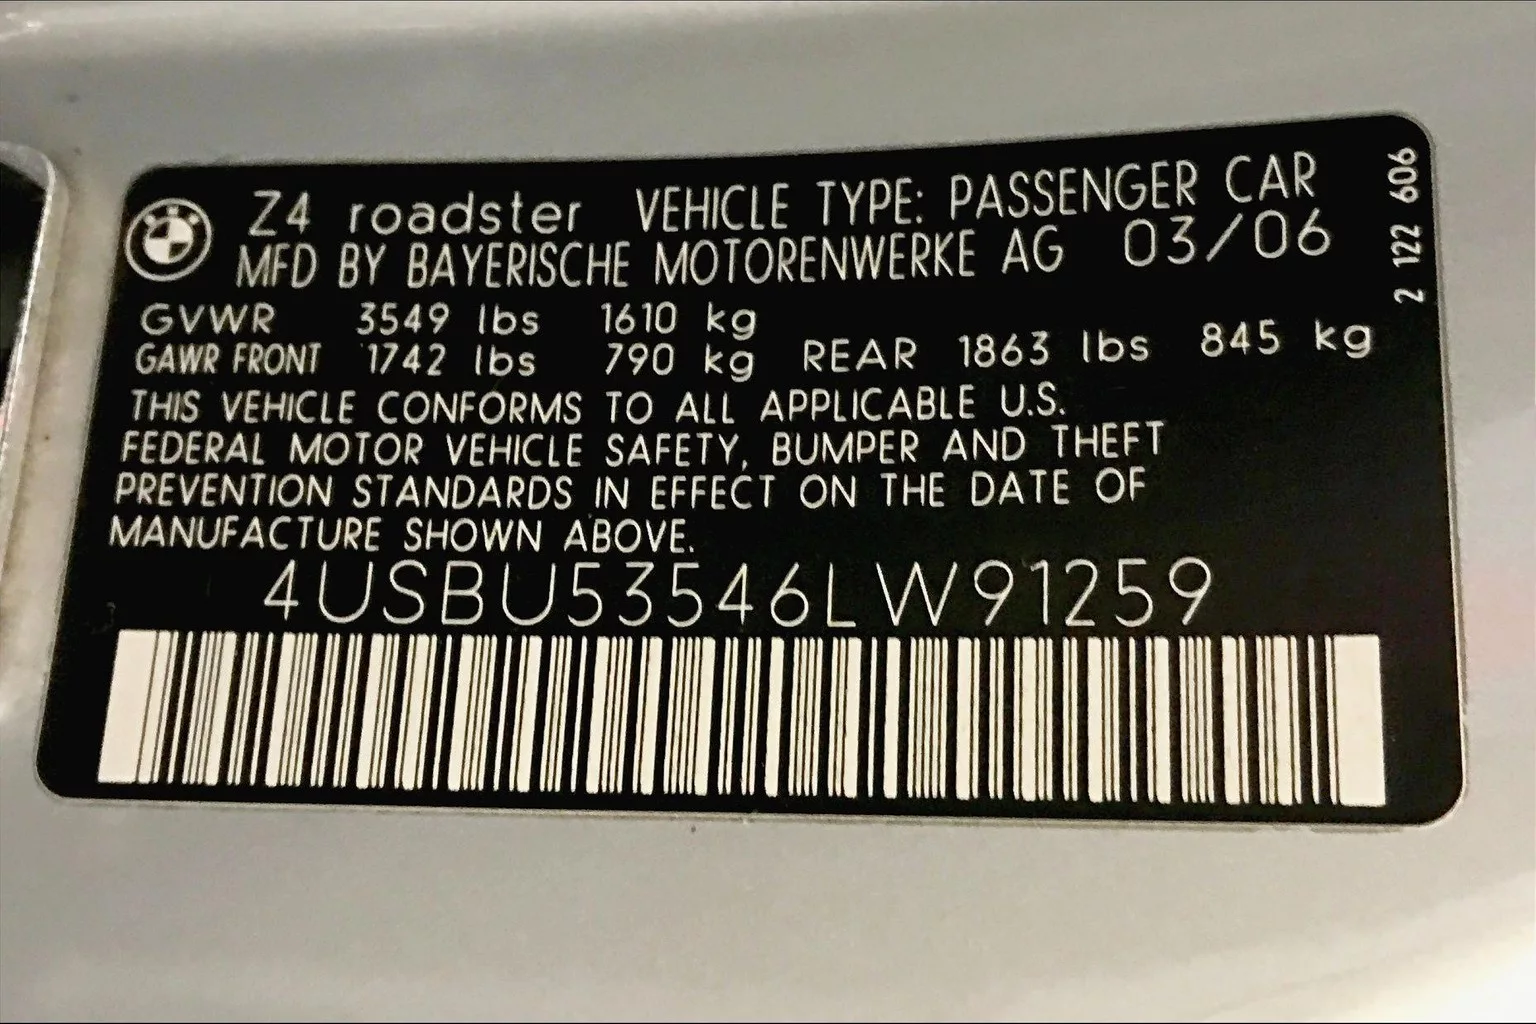 Z4 roadster VEHICLE TYPE: PASSENGER CAR
MFD BY BAYERISCHE MOTORENWERKE AG 03/06
GVWR 3549 lbs 1610 kg
GAWR FRONT 1742 lbs 790 kg REAR 1863 lbs 845 kg
THIS VEHICLE CONFORMS TO ALL APPLICABLE U.S.
FEDERAL MOTOR VEHICLE SAFETY, BUMPER AND THEFT
PREVENTION STANDARDS IN EFFECT ON THE DATE OF
MANUFACTURE SHOWN ABOVE.
4USBU53546LW91259
2 122 606